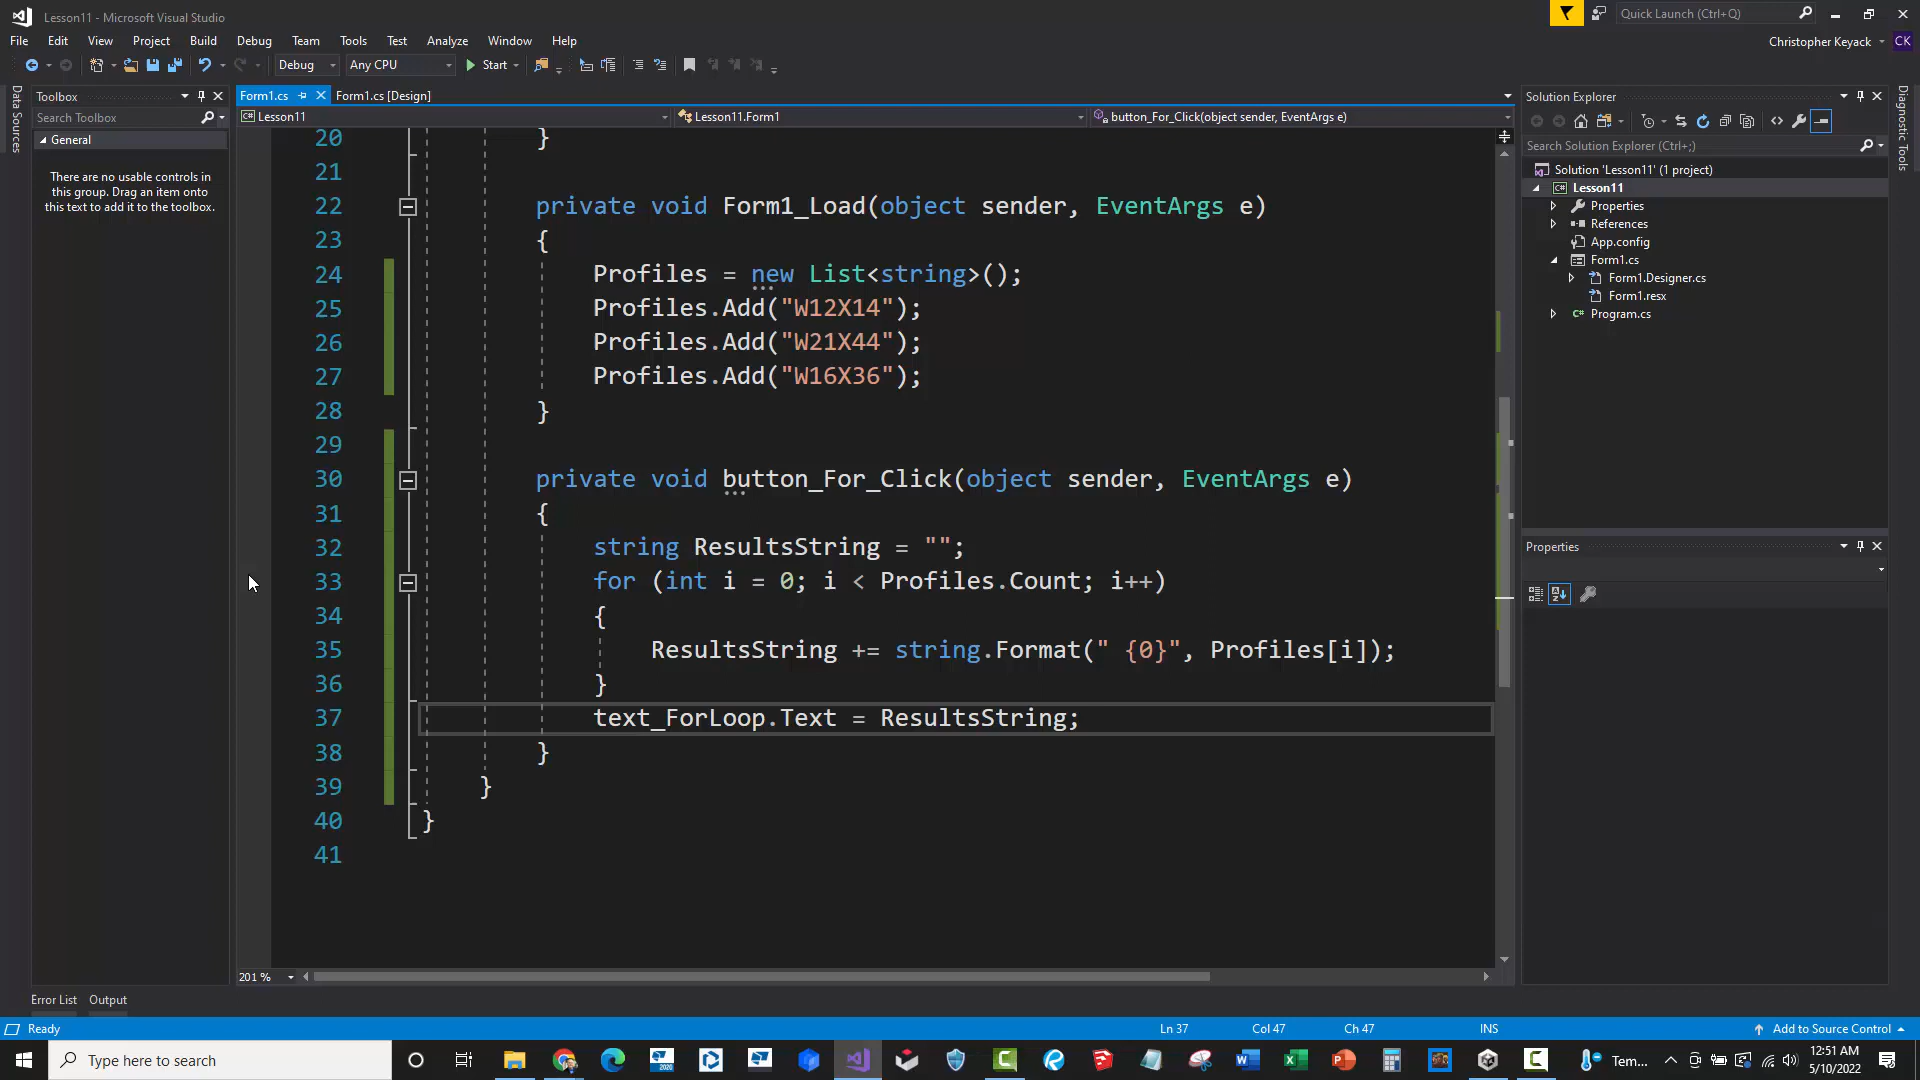 Lesson11 - Microsoft Visual Studio
Quick Launch (Ctrl+Q)
File Edit View Project Build Debug Team Tools Test Analyze Window Help
Christopher Keyack CK
Debug Any CPU Start
Data Sources
Toolbox
Search Toolbox
General
There are no usable controls in
this group. Drag an item onto
this text to add it to the toolbox.
Form1.cs Form1.cs [Design]
Lesson11 Lesson11.Form1 button_For_Click(object sender, EventArgs e)
20 }
21
22 private void Form1_Load(object sender, EventArgs e)
23 {
24 Profiles = new List<string>();
25 Profiles.Add("W12X14");
26 Profiles.Add("W21X44");
27 Profiles.Add("W16X36");
28 }
29
30 private void button_For_Click(object sender, EventArgs e)
31 {
32 string ResultsString = "";
33 for (int i = 0; i < Profiles.Count; i++)
34 {
35 ResultsString += string.Format(" {0}", Profiles[i]);
36 }
37 text_ForLoop.Text = ResultsString;
38 }
39 }
40 }
41
201 %
Solution Explorer
Search Solution Explorer (Ctrl+;)
Solution 'Lesson11' (1 project)
C# Lesson11
Properties
References
App.config
Form1.cs
Form1.Designer.cs
Form1.resx
C# Program.cs
Properties
Diagnostic Tools
Error List Output
Ready Ln 37 Col 47 Ch 47 INS Add to Source Control
Type here to search
2020
Tem...
12:51 AM
5/10/2022